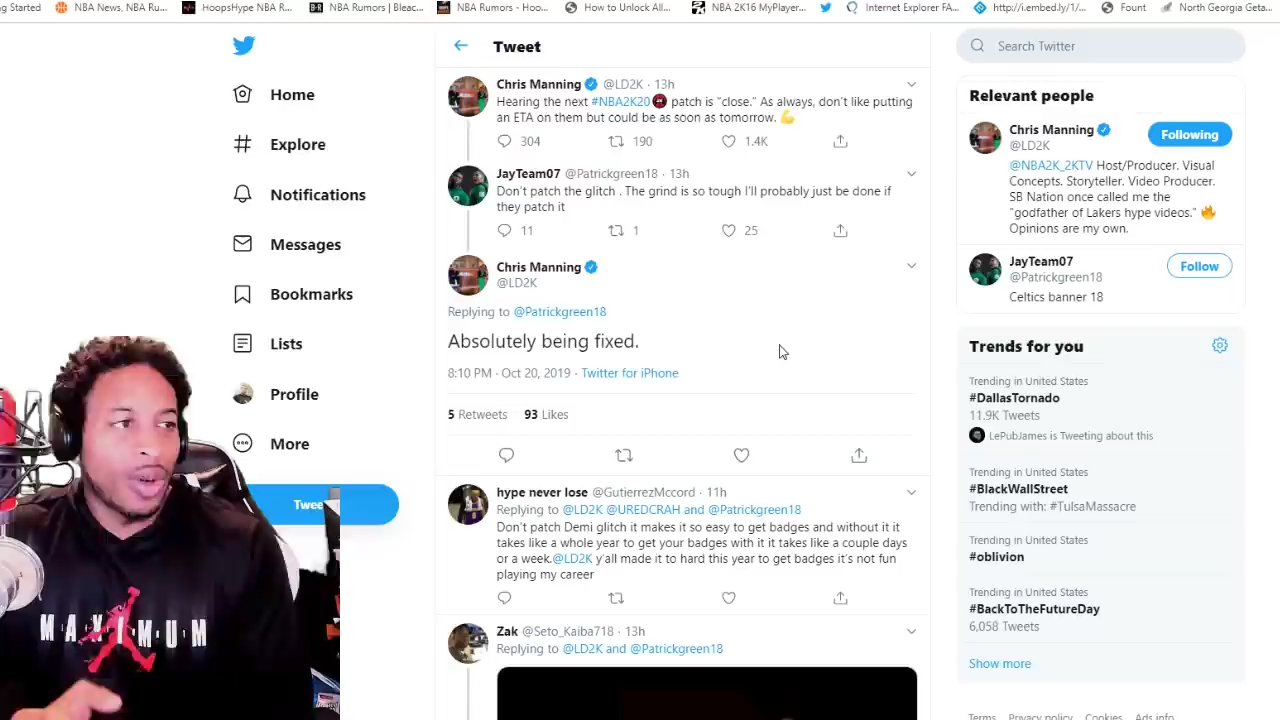 ng Started NBA News, NBA Ru... HoopsHype NBA R... B/R NBA Rumors | Bleac... NBA Rumors - Hoo... How to Unlock All... NBA 2K16 MyPlayer... Internet Explorer FA... http://i.embed.ly/1/... Fount North Georgia Geta...
Tweet
Search Twitter
Home
Explore
Notifications
Messages
Bookmarks
Lists
Profile
More
Twee
Chris Manning @LD2K · 13h
Hearing the next #NBA2K20 patch is “close.” As always, don't like putting
an ETA on them but could be as soon as tomorrow. 💪
304 190 1.4K
JayTeam07 @Patrickgreen18 · 13h
Don't patch the glitch . The grind is so tough I'll probably just be done if
they patch it
11 1 25
Chris Manning
@LD2K
Replying to @Patrickgreen18
Absolutely being fixed.
8:10 PM · Oct 20, 2019 · Twitter for iPhone
5 Retweets 93 Likes
hype never lose @GutierrezMccord · 11h
Replying to @LD2K @UREDCRAH and @Patrickgreen18
Don't patch Demi glitch it makes it so easy to get badges and without it it
takes like a whole year to get your badges with it it takes like a couple days
or a week.@LD2K y'all made it to hard this year to get badges it's not fun
playing my career
Zak @Seto_Kaiba718 · 13h
Replying to @LD2K and @Patrickgreen18
Relevant people
Chris Manning
@LD2K
Following
@NBA2K_2KTV Host/Producer. Visual
Concepts. Storyteller. Video Producer.
SB Nation once called me the
"godfather of Lakers hype videos." 🔥
Opinions are my own.
JayTeam07
@Patrickgreen18
Follow
Celtics banner 18
Trends for you
Trending in United States
#DallasTornado
11.9K Tweets
LePubJames is Tweeting about this
Trending in United States
#BlackWallStreet
Trending with: #TulsaMassacre
Trending in United States
#oblivion
Trending in United States
#BackToTheFutureDay
6,058 Tweets
Show more
Terms Privacy policy Cookies Ads info
MAXIMUM